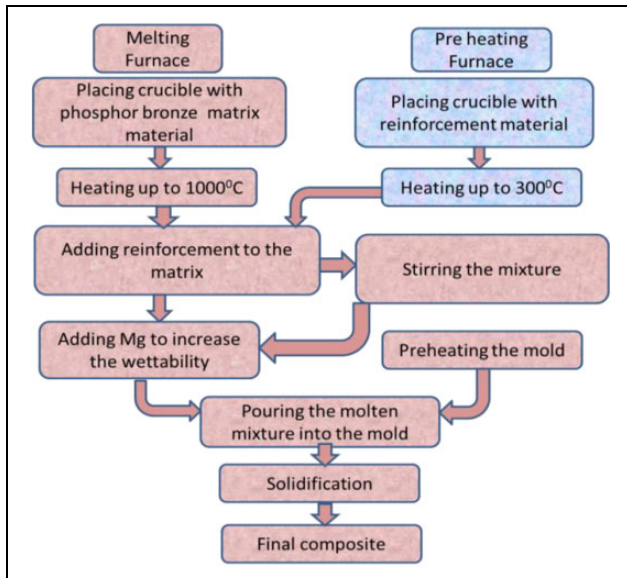 Melting
Furnace
Pre heating
Furnace
Placing crucible with
phosphor bronze matrix
material
Placing crucible with
reinforcement material
Heating up to 1000⁰C
Heating up to 300⁰C
Adding reinforcement to the
matrix
Stirring the mixture
Adding Mg to increase
the wettability
Preheating the mold
Pouring the molten
mixture into the mold
Solidification
Final composite